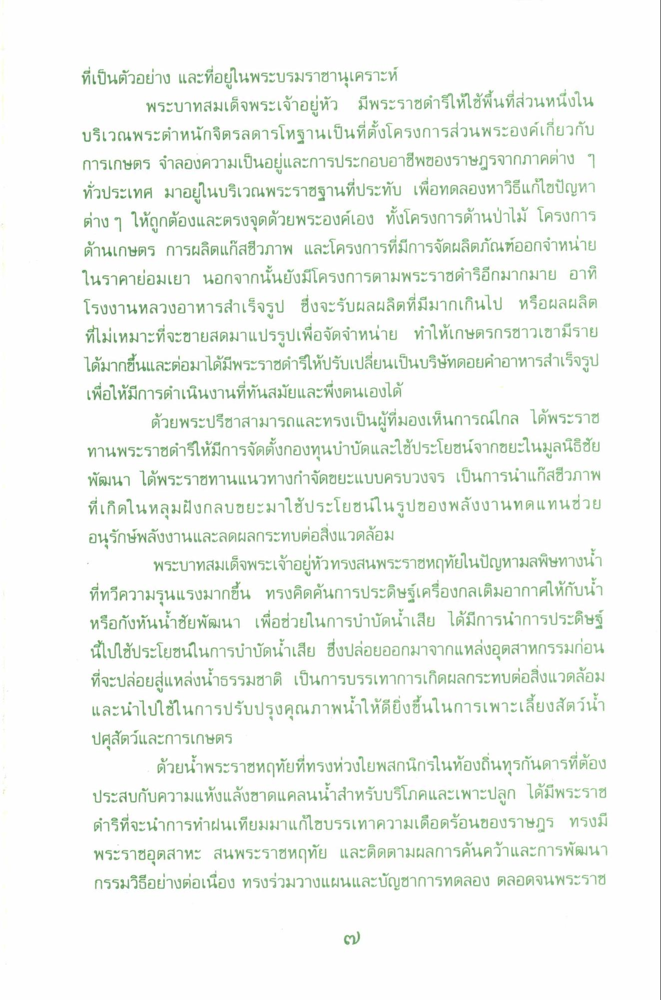 ที่เป็นตัวอย่าง และที่อยู่ในพระบรมราชานุเคราะห์
พระบาทสมเด็จพระเจ้าอยู่หัว มีพระราชดำริให้ใช้พื้นที่ส่วนหนึ่งใน
บริเวณพระตำหนักจิตรลดารโหฐานเป็นที่ตั้งโครงการส่วนพระองค์เกี่ยวกับ
การเกษตร จำลองความเป็นอยู่และการประกอบอาชีพของราษฎรจากภาคต่าง ๆ
ทั่วประเทศ มาอยู่ในบริเวณพระราชฐานที่ประทับ เพื่อทดลองหาวิธีแก้ไขปัญหา
ต่าง ๆ ให้ถูกต้องและตรงจุดด้วยพระองค์เอง ทั้งโครงการด้านป่าไม้ โครงการ
ด้านเกษตร การผลิตแก๊สชีวภาพ และโครงการที่มีการจัดผลิตภัณฑ์ออกจำหน่าย
ในราคาย่อมเยา นอกจากนั้นยังมีโครงการตามพระราชดำริอีกมากมาย อาทิ
โรงงานหลวงอาหารสำเร็จรูป ซึ่งจะรับผลผลิตที่มีมากเกินไป หรือผลผลิต
ที่ไม่เหมาะที่จะขายสดมาแปรรูปเพื่อจัดจำหน่าย ทำให้เกษตรกรชาวเขามีราย
ได้มากขึ้นและต่อมาได้มีพระราชดำริให้ปรับเปลี่ยนเป็นบริษัทดอยคำอาหารสำเร็จรูป
เพื่อให้มีการดำเนินงานที่ทันสมัยและพึ่งตนเองได้
ด้วยพระปรีชาสามารถและทรงเป็นผู้ที่มองเห็นการณ์ไกล ได้พระราช
ทานพระราชดำริให้มีการจัดตั้งกองทุนบำบัดและใช้ประโยชน์จากขยะในมูลนิธิชัย
พัฒนา ได้พระราชทานแนวทางกำจัดขยะแบบครบวงจร เป็นการนำแก๊สชีวภาพ
ที่เกิดในหลุมฝังกลบขยะมาใช้ประโยชน์ในรูปของพลังงานทดแทนช่วย
อนุรักษ์พลังงานและลดผลกระทบต่อสิ่งแวดล้อม
พระบาทสมเด็จพระเจ้าอยู่หัวทรงสนพระราชหฤทัยในปัญหามลพิษทางน้ำ
ที่ทวีความรุนแรงมากขึ้น ทรงคิดค้นการประดิษฐ์เครื่องกลเติมอากาศให้กับน้ำ
หรือกังหันน้ำชัยพัฒนา เพื่อช่วยในการบำบัดน้ำเสีย ได้มีการนำการประดิษฐ์
นี้ไปใช้ประโยชน์ในการบำบัดน้ำเสีย ซึ่งปล่อยออกมาจากแหล่งอุตสาหกรรมก่อน
ที่จะปล่อยสู่แหล่งน้ำธรรมชาติ เป็นการบรรเทาการเกิดผลกระทบต่อสิ่งแวดล้อม
และนำไปใช้ในการปรับปรุงคุณภาพน้ำให้ดียิ่งขึ้นในการเพาะเลี้ยงสัตว์น้ำ
ปศุสัตว์และการเกษตร
ด้วยน้ำพระราชหฤทัยที่ทรงห่วงใยพสกนิกรในท้องถิ่นทุรกันดารที่ต้อง
ประสบกับความแห้งแล้งขาดแคลนน้ำสำหรับบริโภคและเพาะปลูก ได้มีพระราช
ดำริที่จะนำการทำฝนเทียมมาแก้ไขบรรเทาความเดือดร้อนของราษฎร ทรงมี
พระราชอุตสาหะ สนพระราชหฤทัย และติดตามผลการค้นคว้าและการพัฒนา
กรรมวิธีอย่างต่อเนื่อง ทรงร่วมวางแผนและบัญชาการทดลอง ตลอดจนพระราช
๗